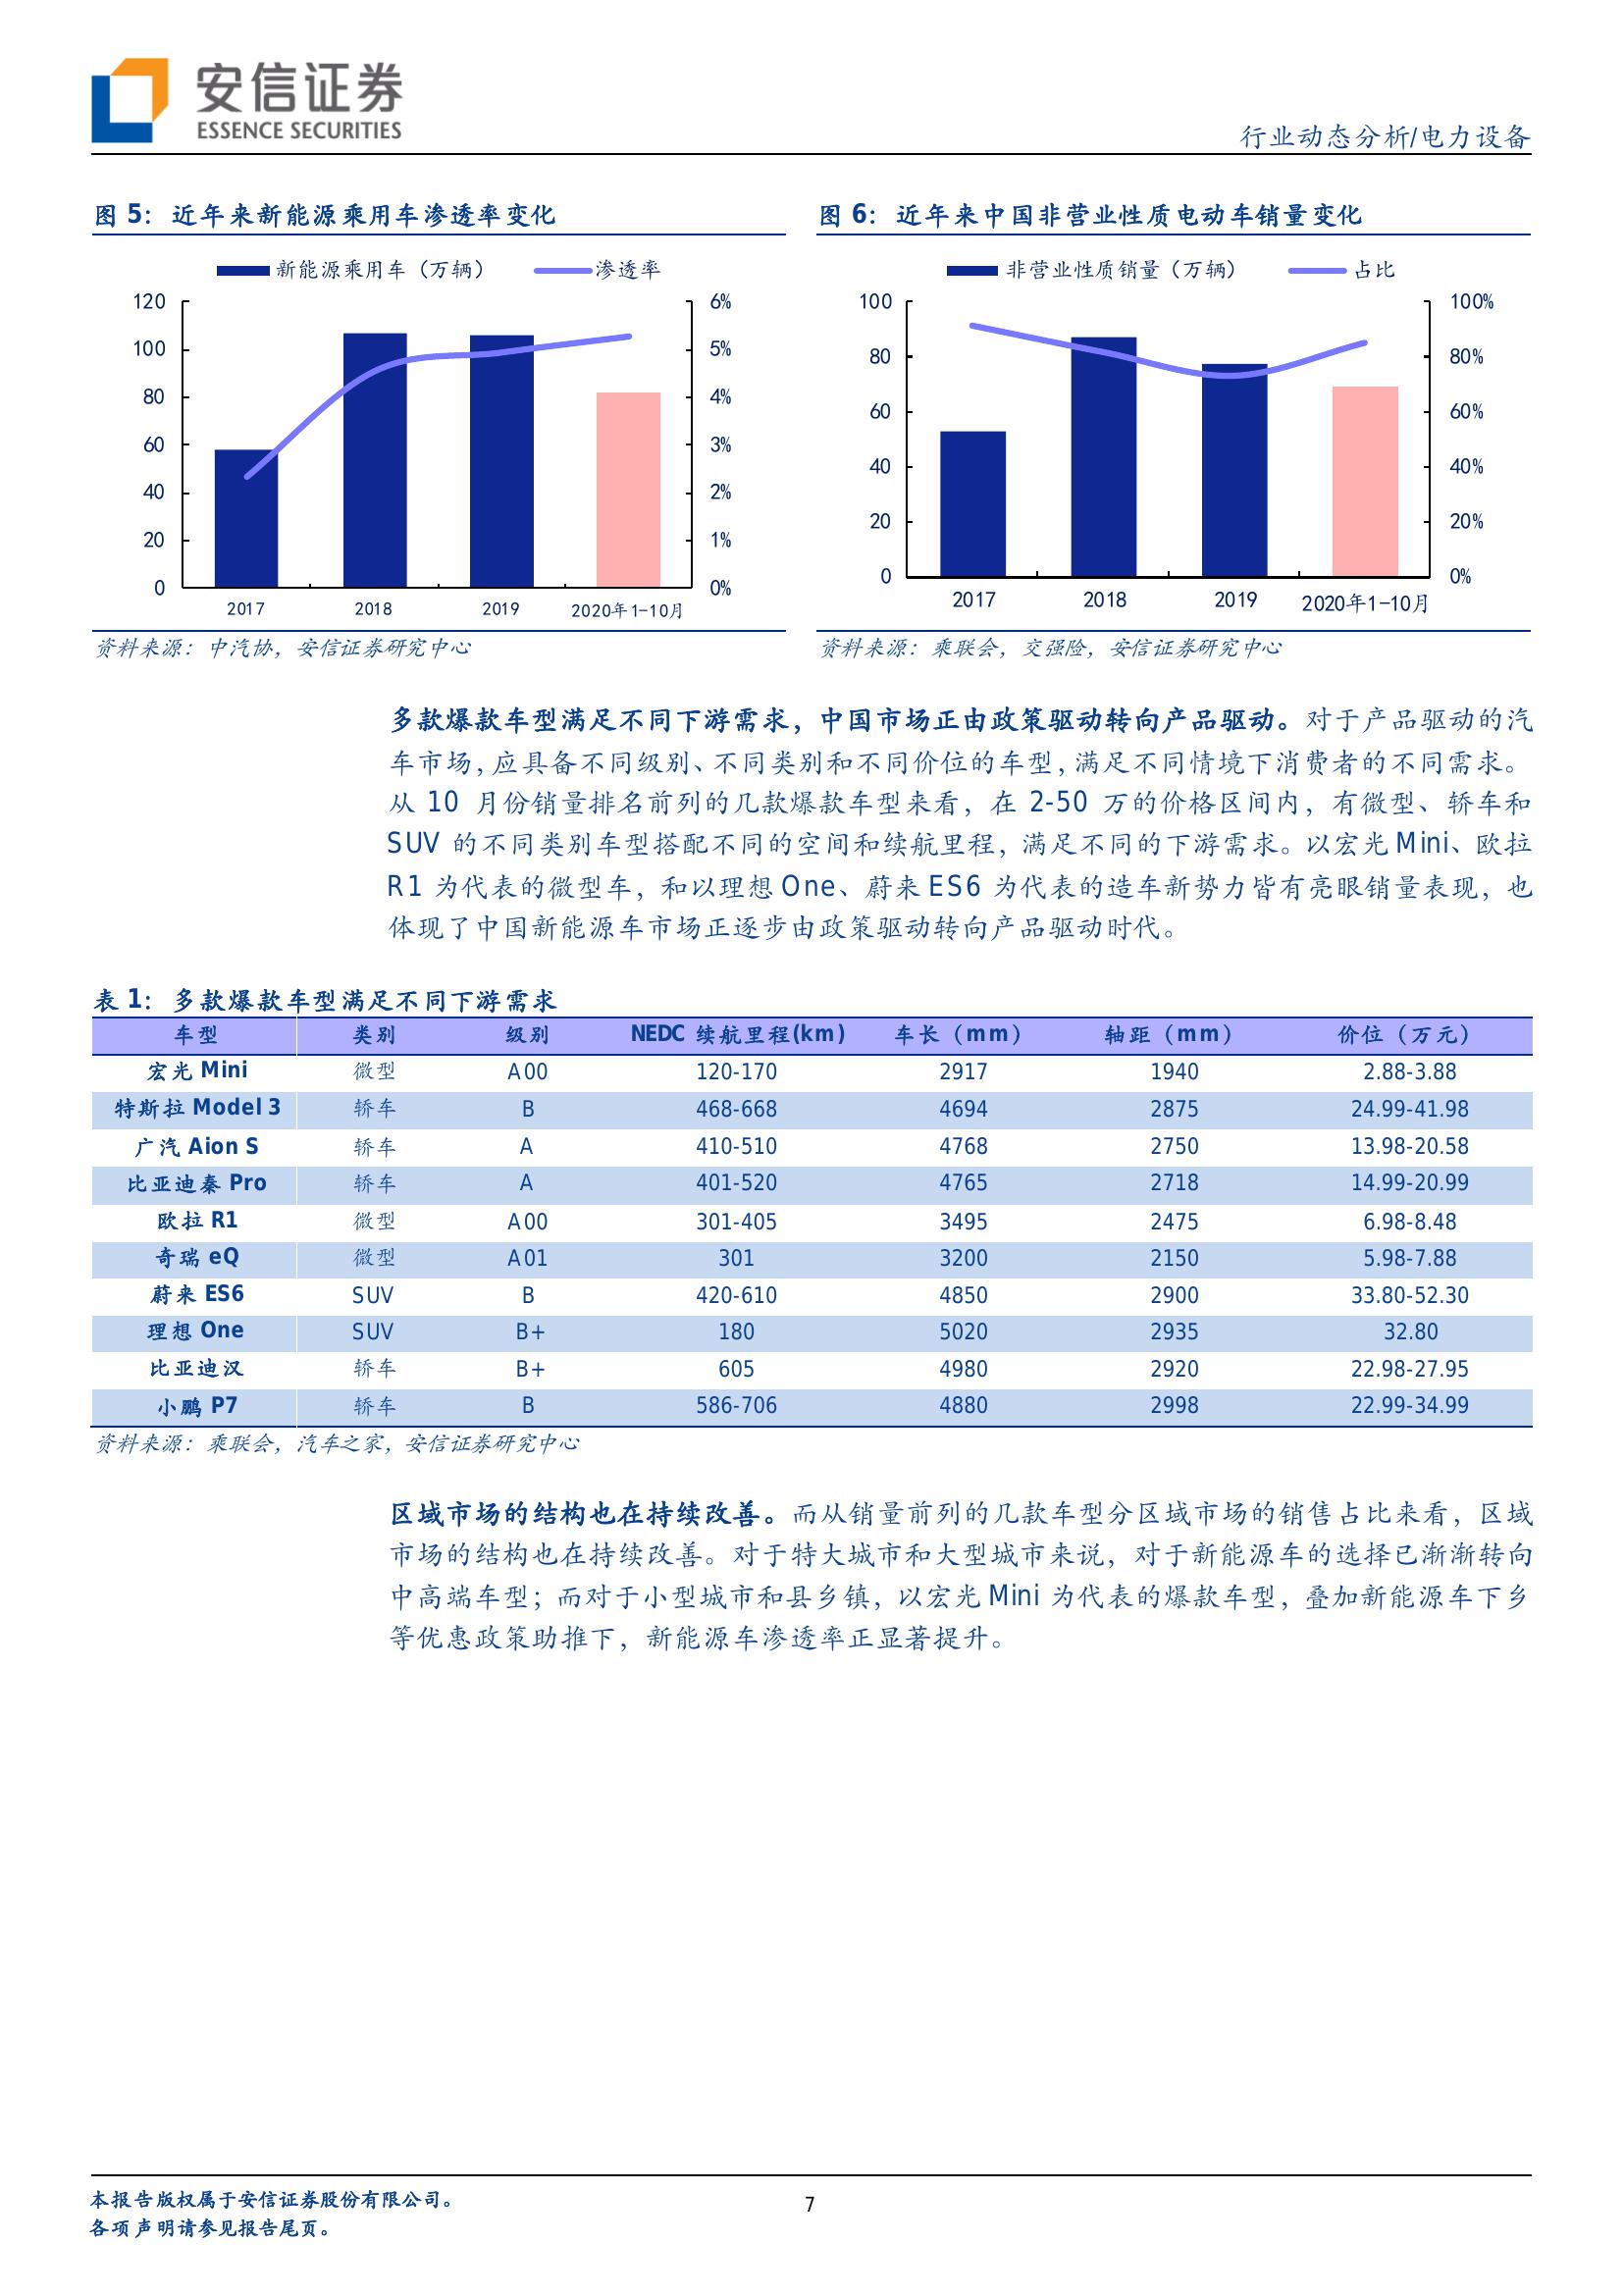 安信证券
ESSENCE SECURITIES
行业动态分析/电力设备
图 5：近年来新能源乘用车渗透率变化
新能源乘用车（万辆） 渗透率
120
100
80
60
40
20
0
6%
5%
4%
3%
2%
1%
0%
2017 2018 2019 2020年1-10月
资料来源：中汽协，安信证券研究中心
图 6：近年来中国非营业性质电动车销量变化
非营业性质销量（万辆） 占比
100
80
60
40
20
0
100%
80%
60%
40%
20%
0%
2017 2018 2019 2020年1-10月
资料来源：乘联会，交强险，安信证券研究中心
多款爆款车型满足不同下游需求，中国市场正由政策驱动转向产品驱动。对于产品驱动的汽
车市场，应具备不同级别、不同类别和不同价位的车型，满足不同情境下消费者的不同需求。
从 10 月份销量排名前列的几款爆款车型来看，在 2-50 万的价格区间内，有微型、轿车和
SUV 的不同类别车型搭配不同的空间和续航里程，满足不同的下游需求。以宏光 Mini、欧拉
R1 为代表的微型车，和以理想 One、蔚来 ES6 为代表的造车新势力皆有亮眼销量表现，也
体现了中国新能源车市场正逐步由政策驱动转向产品驱动时代。
表 1：多款爆款车型满足不同下游需求
车型 类别 级别 NEDC 续航里程(km) 车长（mm） 轴距（mm） 价位（万元）
宏光 Mini 微型 A00 120-170 2917 1940 2.88-3.88
特斯拉 Model 3 轿车 B 468-668 4694 2875 24.99-41.98
广汽 Aion S 轿车 A 410-510 4768 2750 13.98-20.58
比亚迪秦 Pro 轿车 A 401-520 4765 2718 14.99-20.99
欧拉 R1 微型 A00 301-405 3495 2475 6.98-8.48
奇瑞 eQ 微型 A01 301 3200 2150 5.98-7.88
蔚来 ES6 SUV B 420-610 4850 2900 33.80-52.30
理想 One SUV B+ 180 5020 2935 32.80
比亚迪汉 轿车 B+ 605 4980 2920 22.98-27.95
小鹏 P7 轿车 B 586-706 4880 2998 22.99-34.99
资料来源：乘联会，汽车之家，安信证券研究中心
区域市场的结构也在持续改善。而从销量前列的几款车型分区域市场的销售占比来看，区域
市场的结构也在持续改善。对于特大城市和大型城市来说，对于新能源车的选择已渐渐转向
中高端车型；而对于小型城市和县乡镇，以宏光 Mini 为代表的爆款车型，叠加新能源车下乡
等优惠政策助推下，新能源车渗透率正显著提升。
本报告版权属于安信证券股份有限公司。
各项声明请参见报告尾页。
7